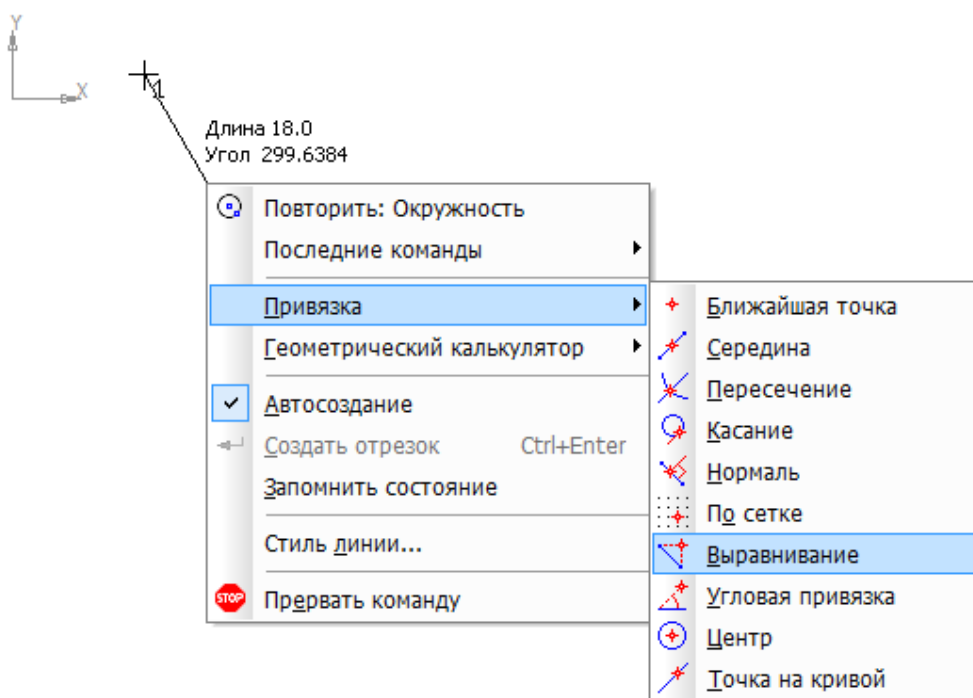 Y
X
1
Длина 18.0
Угол 299.6384
Повторить: Окружность
Последние команды
Привязка
Геометрический калькулятор
Автосоздание
Создать отрезок Ctrl+Enter
Запомнить состояние
Стиль линии...
STOP Прервать команду
Ближайшая точка
Середина
Пересечение
Касание
Нормаль
По сетке
Выравнивание
Угловая привязка
Центр
Точка на кривой